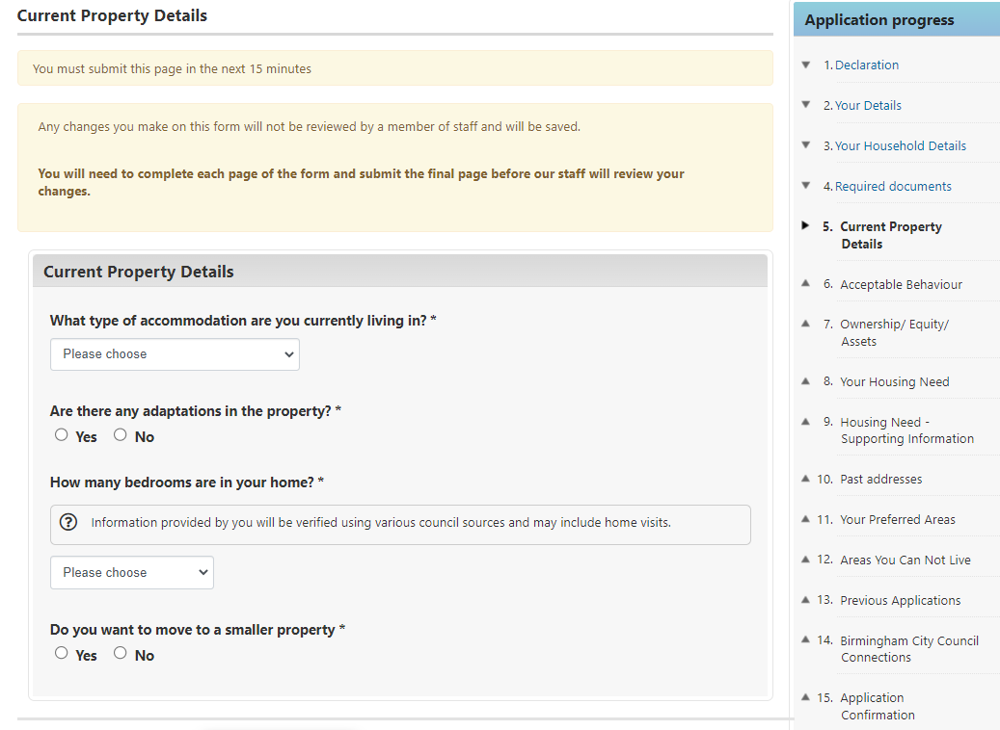 Current Property Details
You must submit this page in the next 15 minutes
Any changes you make on this form will not be reviewed by a member of staff and will be saved.
You will need to complete each page of the form and submit the final page before our staff will review your
changes.
Current Property Details
What type of accommodation are you currently living in? *
Please choose
Are there any adaptations in the property? *
Yes No
How many bedrooms are in your home? *
? Information provided by you will be verified using various council sources and may include home visits.
Please choose
Do you want to move to a smaller property *
Yes No
Application progress
1. Declaration
2. Your Details
3. Your Household Details
4. Required documents
5. Current Property
Details
6. Acceptable Behaviour
7. Ownership/ Equity/
Assets
8. Your Housing Need
9. Housing Need -
Supporting Information
10. Past addresses
11. Your Preferred Areas
12. Areas You Can Not Live
13. Previous Applications
14. Birmingham City Council
Connections
15. Application
Confirmation